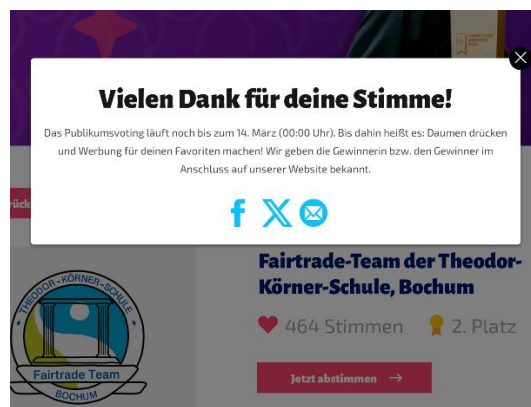 FAIRTRADE
AWARDS
Vielen Dank für deine Stimme!
Das Publikumsvoting läuft noch bis zum 14. März (00:00 Uhr). Bis dahin heißt es: Daumen drücken
und Werbung für deinen Favoriten machen! Wir geben die Gewinnerin bzw. den Gewinner im
Anschluss auf unserer Website bekannt.
rück
Fairtrade-Team der Theodor-
Körner-Schule, Bochum
464 Stimmen 2. Platz
Jetzt abstimmen →
• THEODOR-KÖRNER-SCHULE •
Fairtrade Team
BOCHUM